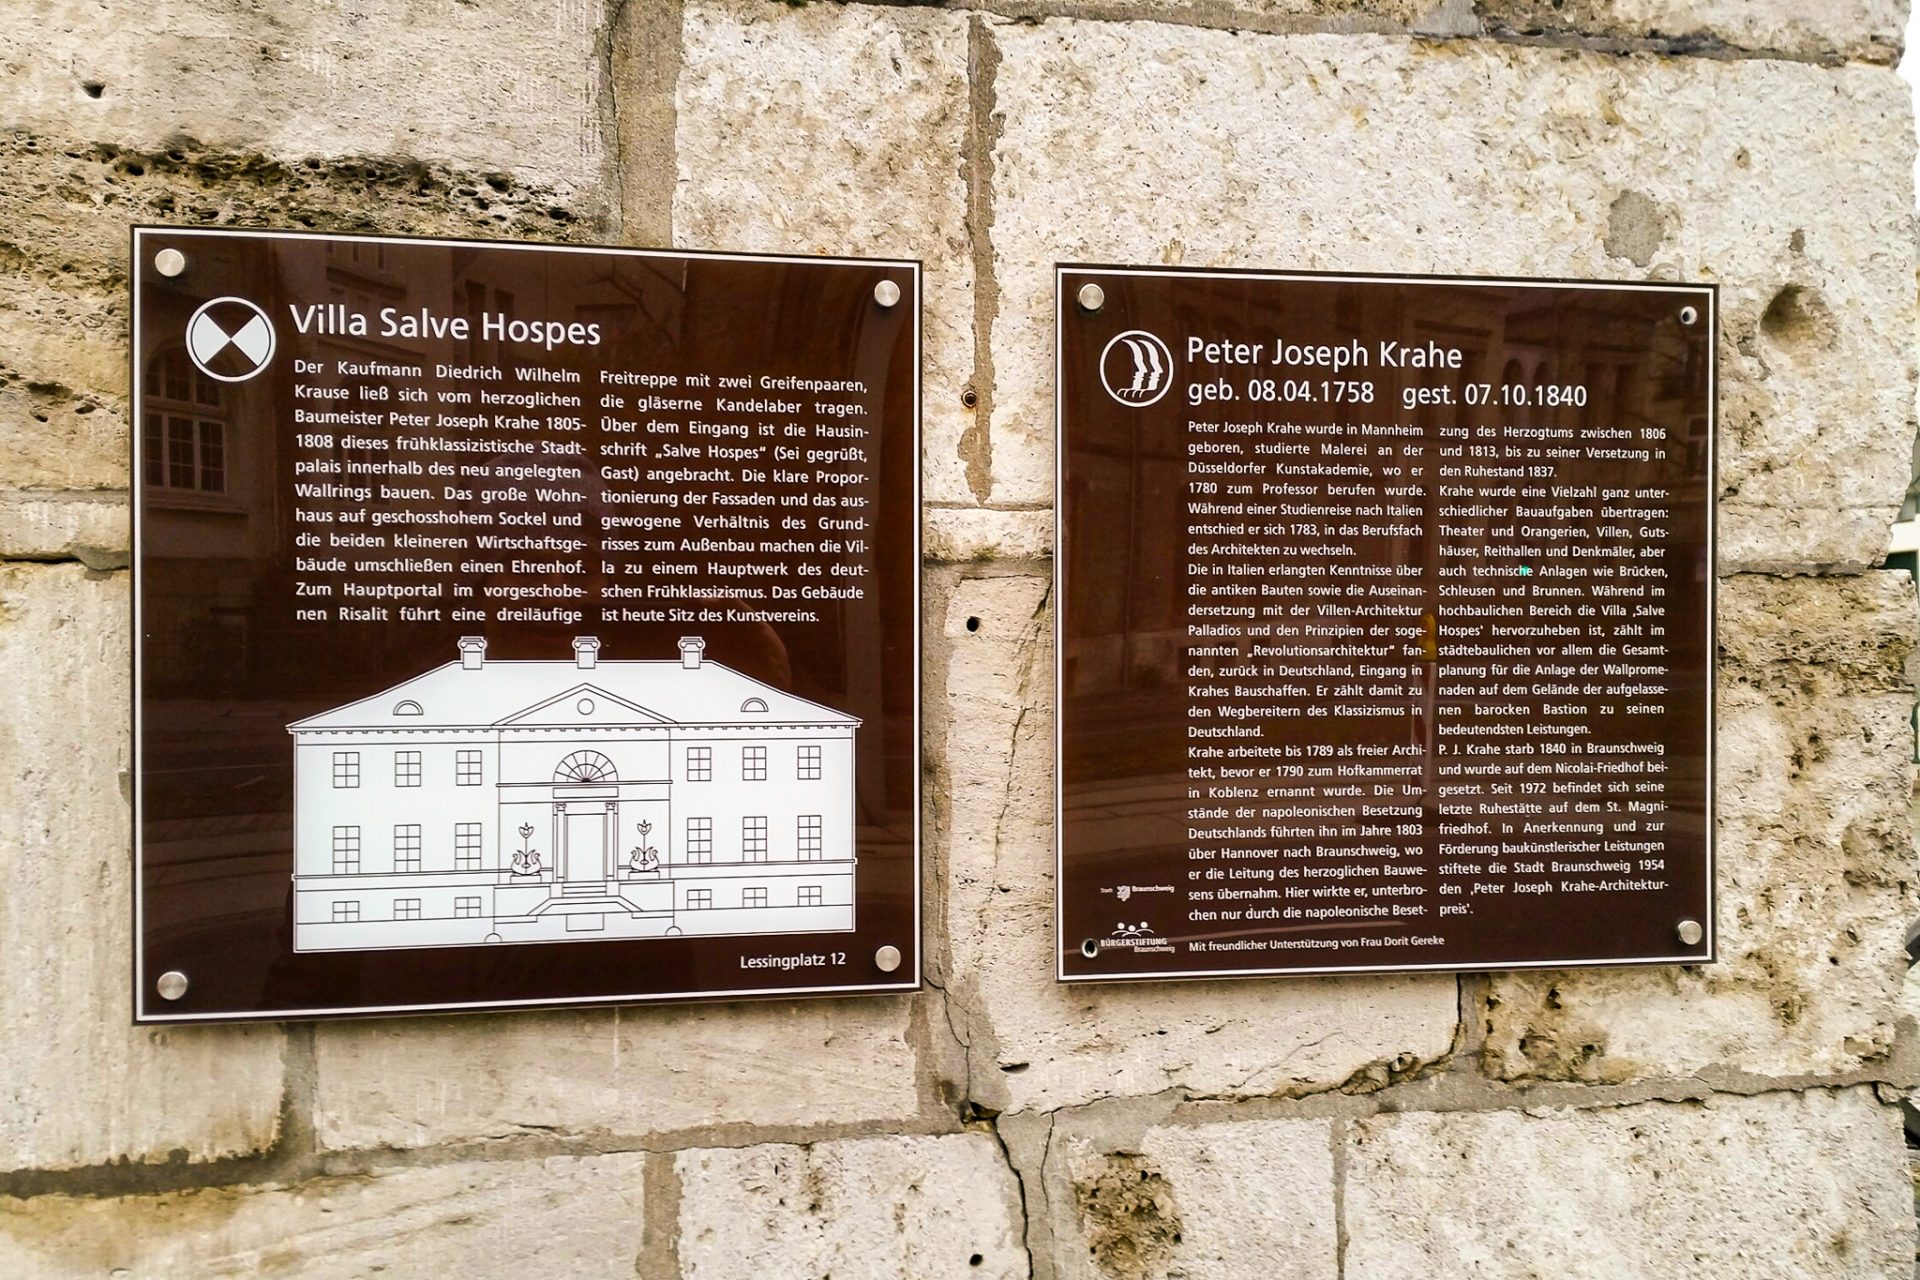 Villa Salve Hospes
Der Kaufmann Diedrich Wilhelm
Krause ließ sich vom herzoglichen
Baumeister Peter Joseph Krahe 1805-
1808 dieses frühklassizistische Stadt-
palais innerhalb des neu angelegten
Wallrings bauen. Das große Wohn-
haus auf geschosshohem Sockel und
die beiden kleineren Wirtschaftsge-
bäude umschließen einen Ehrenhof.
Zum Hauptportal im vorgeschobe-
nen Risalit führt eine dreiläufige
Freitreppe mit zwei Greifenpaaren,
die gläserne Kandelaber tragen.
Über dem Eingang ist die Hausin-
schrift „Salve Hospes“ (Sei gegrüßt,
Gast) angebracht. Die klare Propor-
tionierung der Fassaden und das aus-
gewogene Verhältnis des Grund-
risses zum Außenbau machen die Vil-
la zu einem Hauptwerk des deut-
schen Frühklassizismus. Das Gebäude
ist heute Sitz des Kunstvereins.
Lessingplatz 12
Peter Joseph Krahe
geb. 08.04.1758 gest. 07.10.1840
Peter Joseph Krahe wurde in Mannheim
geboren, studierte Malerei an der
Düsseldorfer Kunstakademie, wo er
1780 zum Professor berufen wurde.
Während einer Studienreise nach Italien
entschied er sich 1783, in das Berufsfach
des Architekten zu wechseln.
Die in Italien erlangten Kenntnisse über
die antiken Bauten sowie die Auseinan-
dersetzung mit der Villen-Architektur
Palladios und den Prinzipien der soge-
nannten „Revolutionsarchitektur“ fan-
den, zurück in Deutschland, Eingang in
Krahes Bauschaffen. Er zählt damit zu
den Wegbereitern des Klassizismus in
Deutschland.
Krahe arbeitete bis 1789 als freier Archi-
tekt, bevor er 1790 zum Hofkammerrat
in Koblenz ernannt wurde. Die Um-
stände der napoleonischen Besetzung
Deutschlands führten ihn im Jahre 1803
über Hannover nach Braunschweig, wo
er die Leitung des herzoglichen Bauwe-
sens übernahm. Hier wirkte er, unterbro-
chen nur durch die napoleonische Beset-
zung des Herzogtums zwischen 1806
und 1813, bis zu seiner Versetzung in
den Ruhestand 1837.
Krahe wurde eine Vielzahl ganz unter-
schiedlicher Bauaufgaben übertragen:
Theater und Orangerien, Villen, Guts-
häuser, Reithallen und Denkmäler, aber
auch technische Anlagen wie Brücken,
Schleusen und Brunnen. Während im
hochbaulichen Bereich die Villa ‚Salve
Hospes‘ hervorzuheben ist, zählt im
städtebaulichen vor allem die Gesamt-
planung für die Anlage der Wallprome-
naden auf dem Gelände der aufgelasse-
nen barocken Bastion zu seinen
bedeutendsten Leistungen.
P. J. Krahe starb 1840 in Braunschweig
und wurde auf dem Nicolai-Friedhof bei-
gesetzt. Seit 1972 befindet sich seine
letzte Ruhestätte auf dem St. Magni-
friedhof. In Anerkennung und zur
Förderung baukünstlerischer Leistungen
stiftete die Stadt Braunschweig 1954
den ‚Peter Joseph Krahe-Architektur-
preis‘.
Stadt Braunschweig
BÜRGERSTIFTUNG
Braunschweig
Mit freundlicher Unterstützung von Frau Dorit Gereke